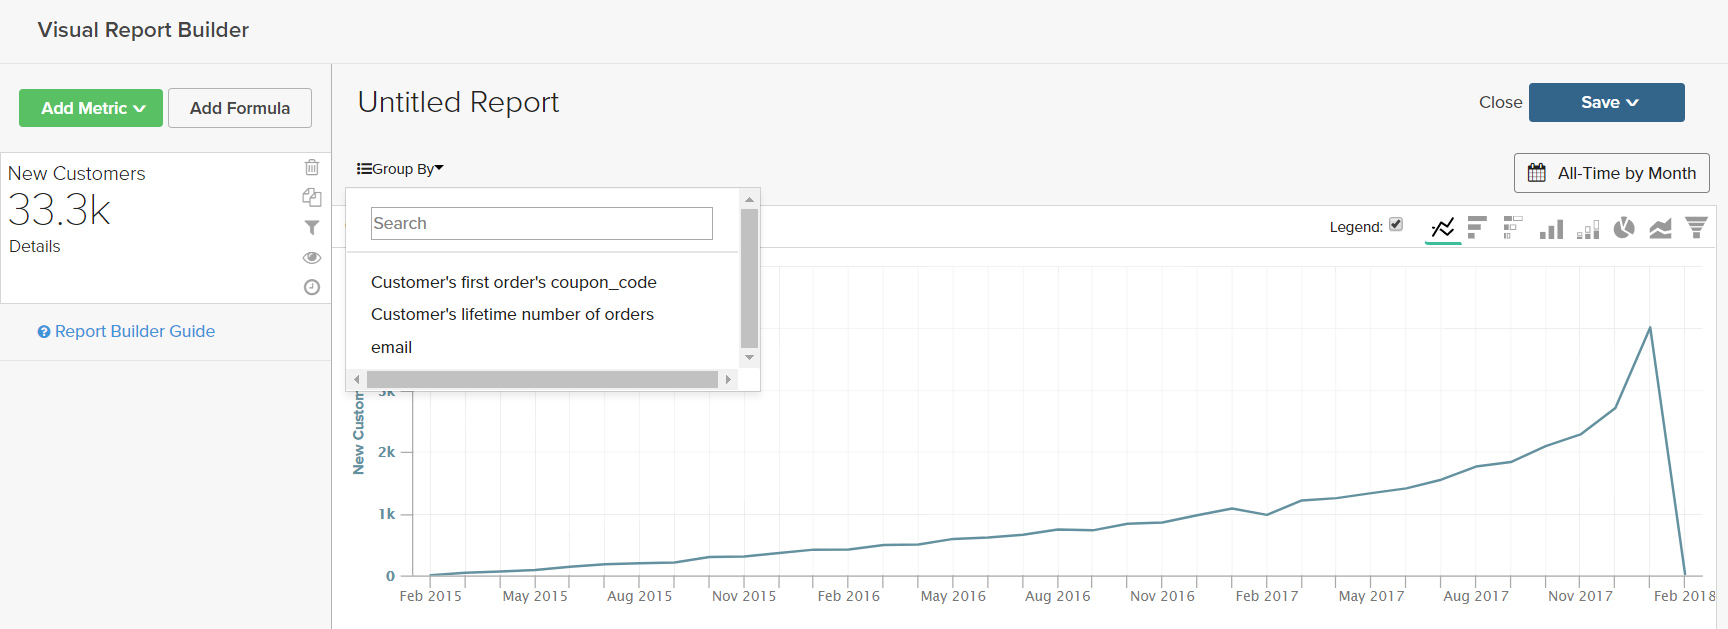 Visual Report Builder
Add Metric
Add Formula
Untitled Report
Close
Save
New Customers
33.3k
Details
Group By
All-Time by Month
Report Builder Guide
Search
Customer's first order's coupon_code
Customer's lifetime number of orders
email
Legend:
New Custom
3k
2k
1k
0
Feb 2015 May 2015 Aug 2015 Nov 2015 Feb 2016 May 2016 Aug 2016 Nov 2016 Feb 2017 May 2017 Aug 2017 Nov 2017 Feb 2018